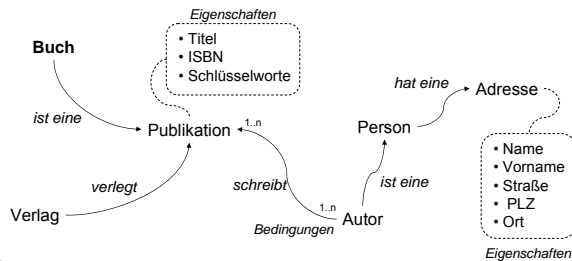 Eigenschaften
• Titel
• ISBN
• Schlüsselworte
Buch
hat eine
Adresse
ist eine
Publikation
1..n
Person
• Name
• Vorname
• Straße
• PLZ
• Ort
verlegt
schreibt
ist eine
Verlag
1..n
Bedingungen
Autor
Eigenschaften